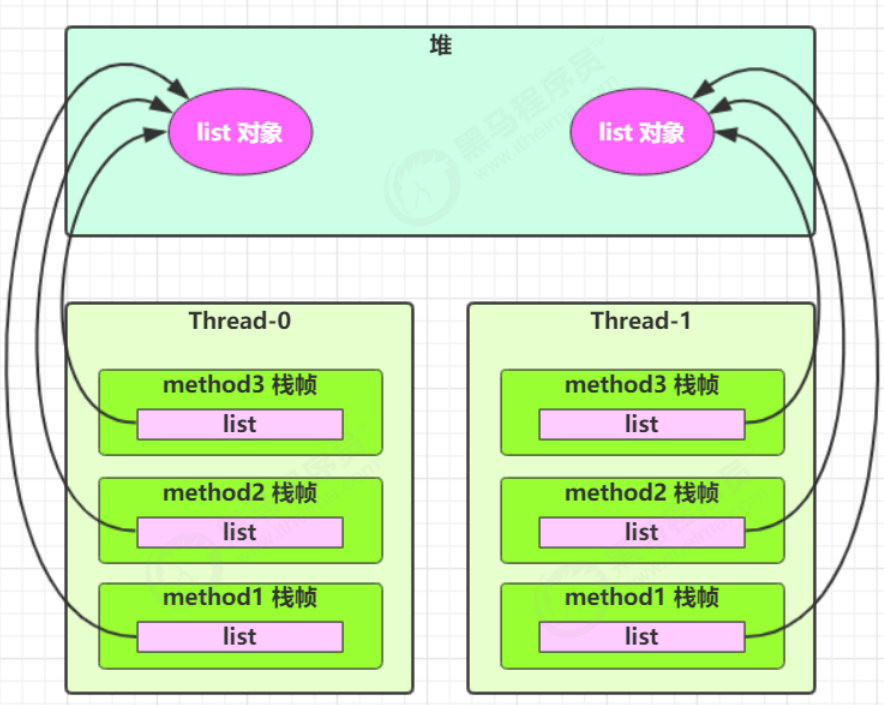 堆
list 对象
list 对象
黑马程序员
www.itheima.com
Thread-0
method3 栈帧
list
method2 栈帧
list
method1 栈帧
list
Thread-1
method3 栈帧
list
method2 栈帧
list
method1 栈帧
list